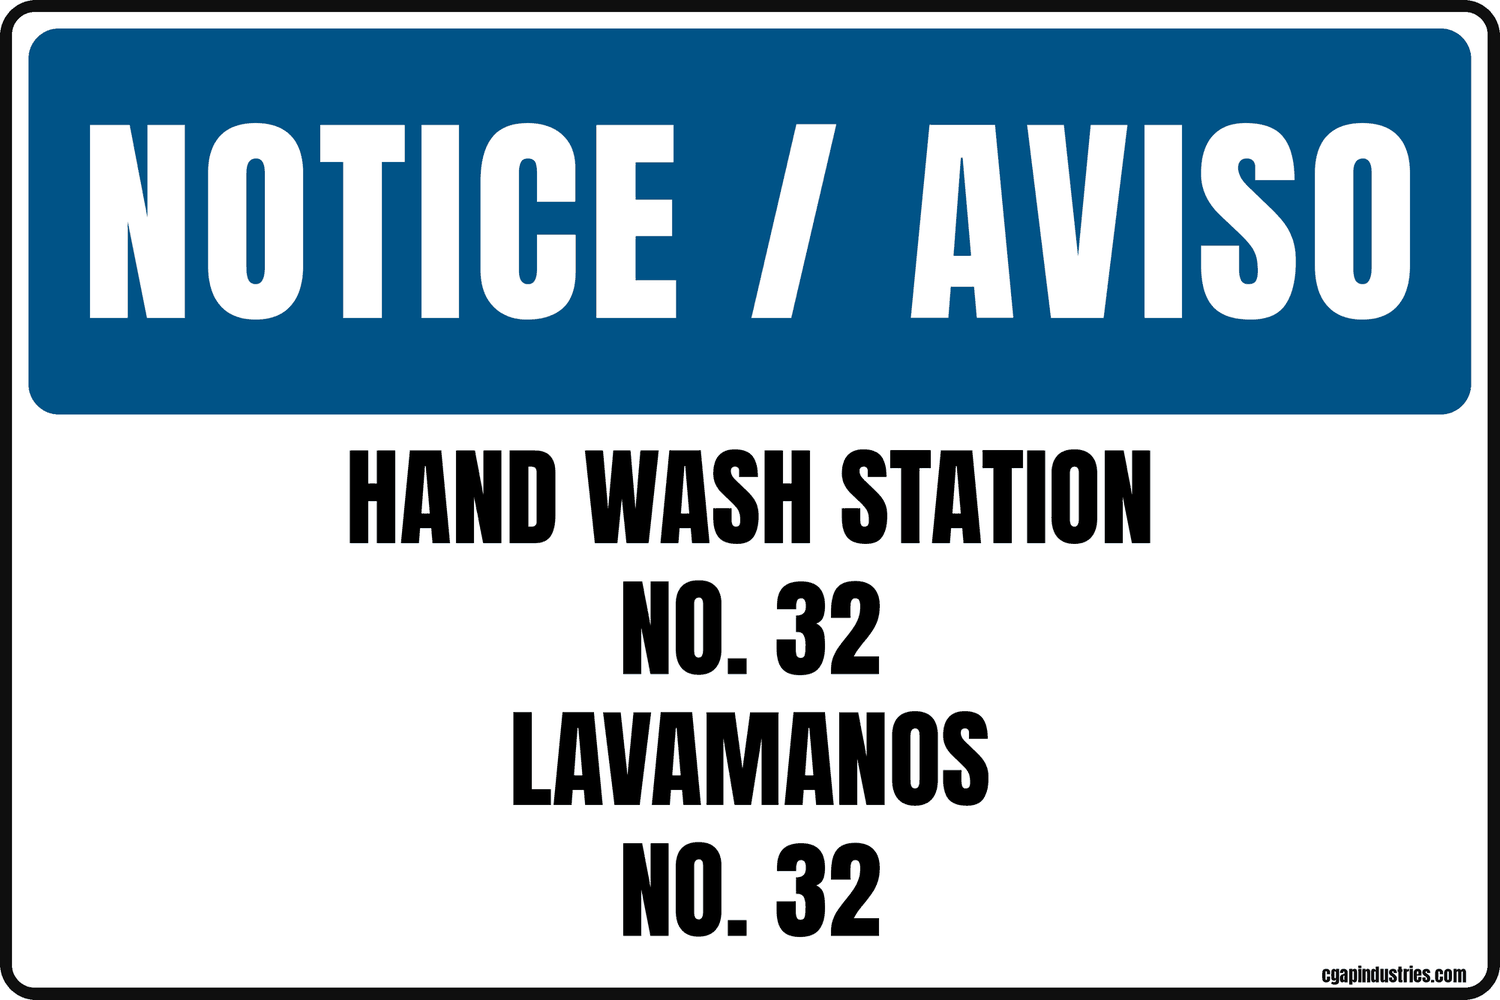 NOTICE / AVISO
HAND WASH STATION
NO. 32
LAVAMANOS
NO. 32
cgapindustries.com